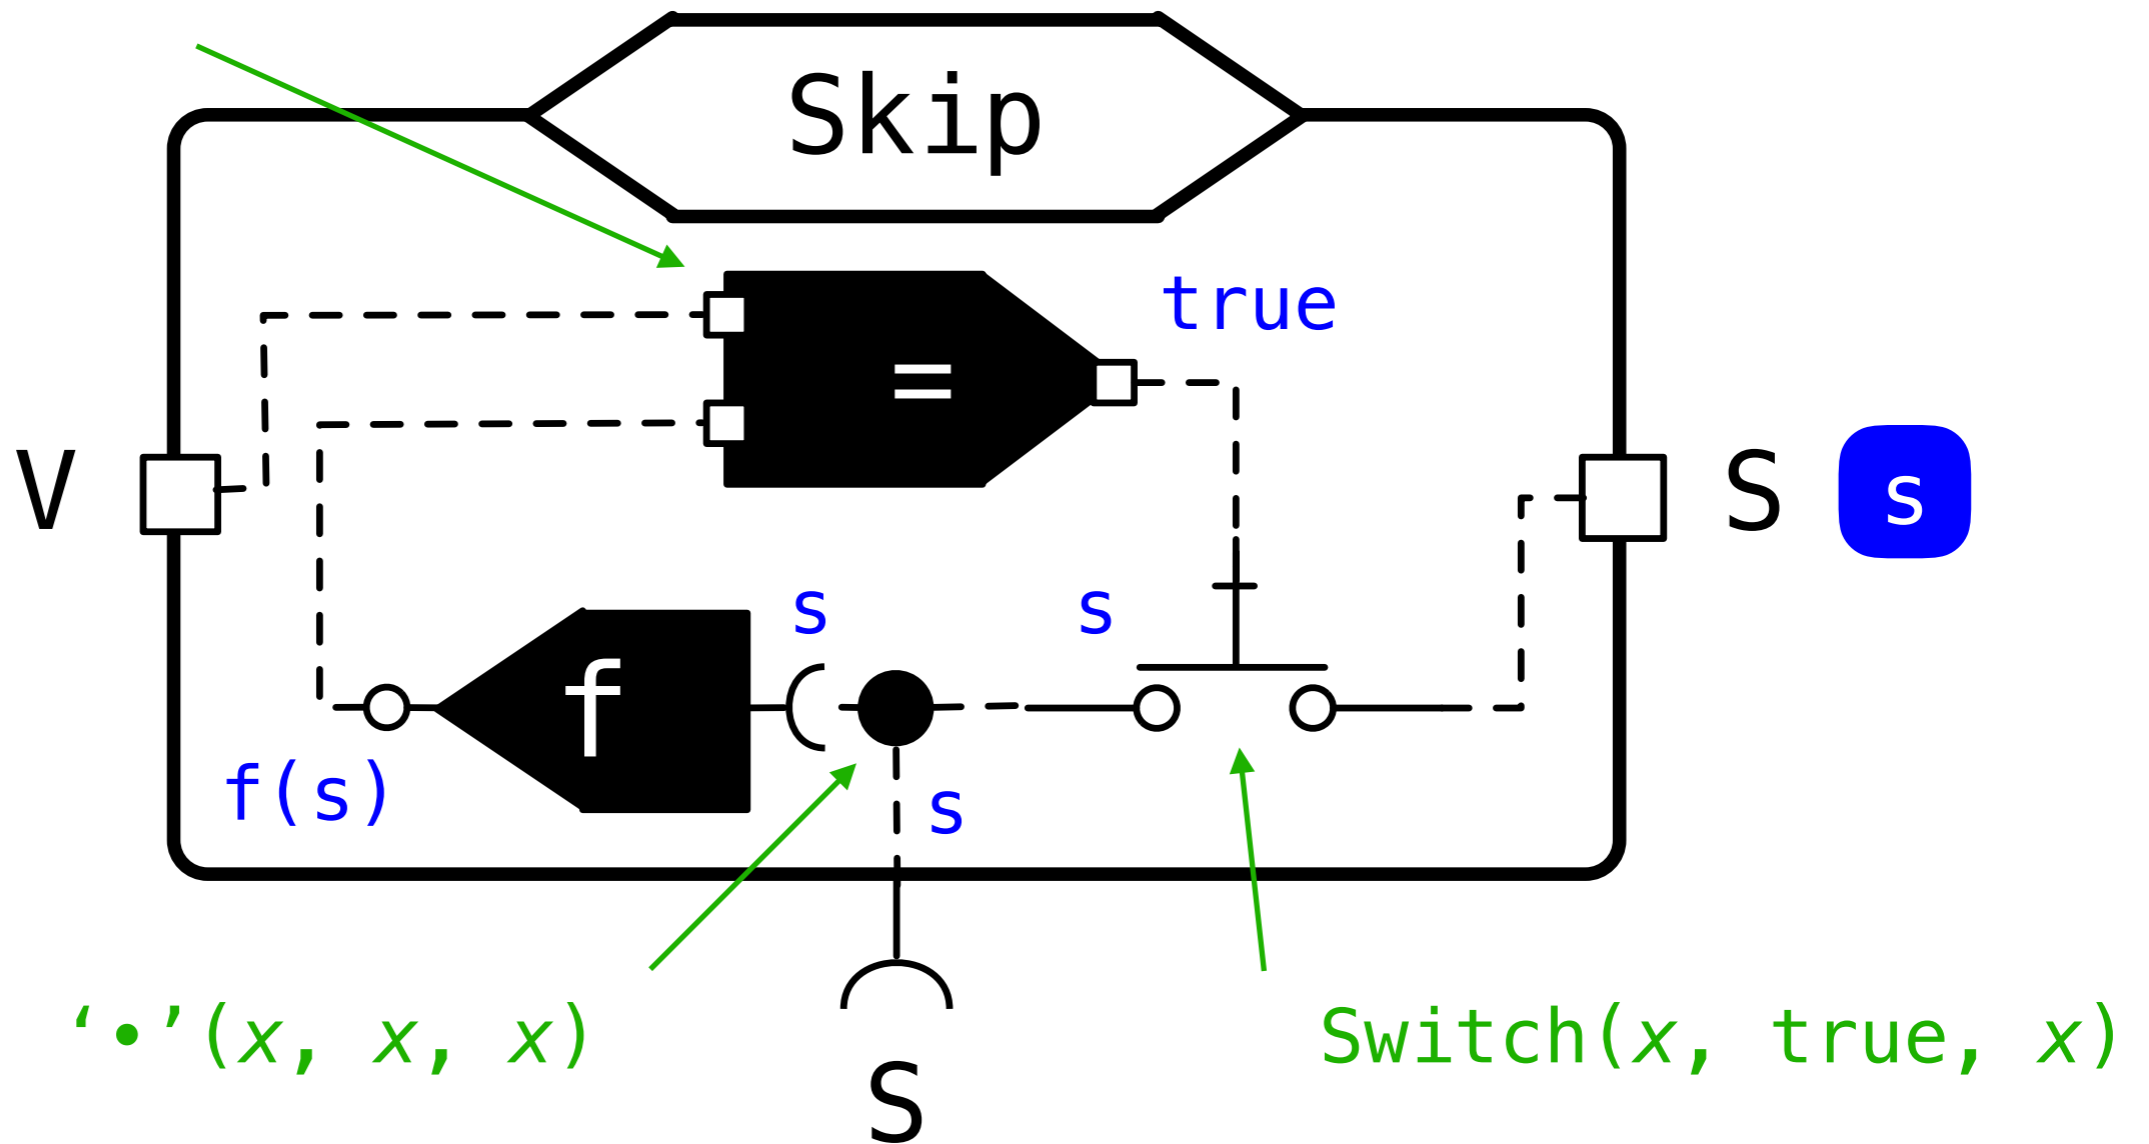 Skip
true
=
V
S s
s
s
f
f(s)
s
‘•’(x, x, x)
Switch(x, true, x)
S